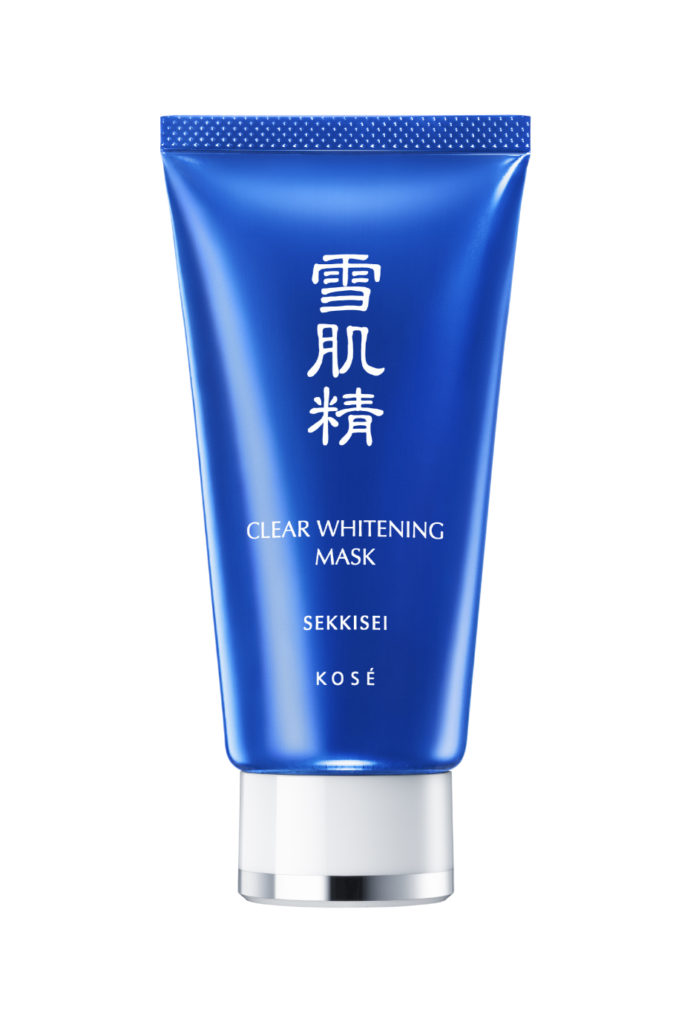 雪肌精
CLEAR WHITENING
MASK
SEKKISEI
KOSÉ